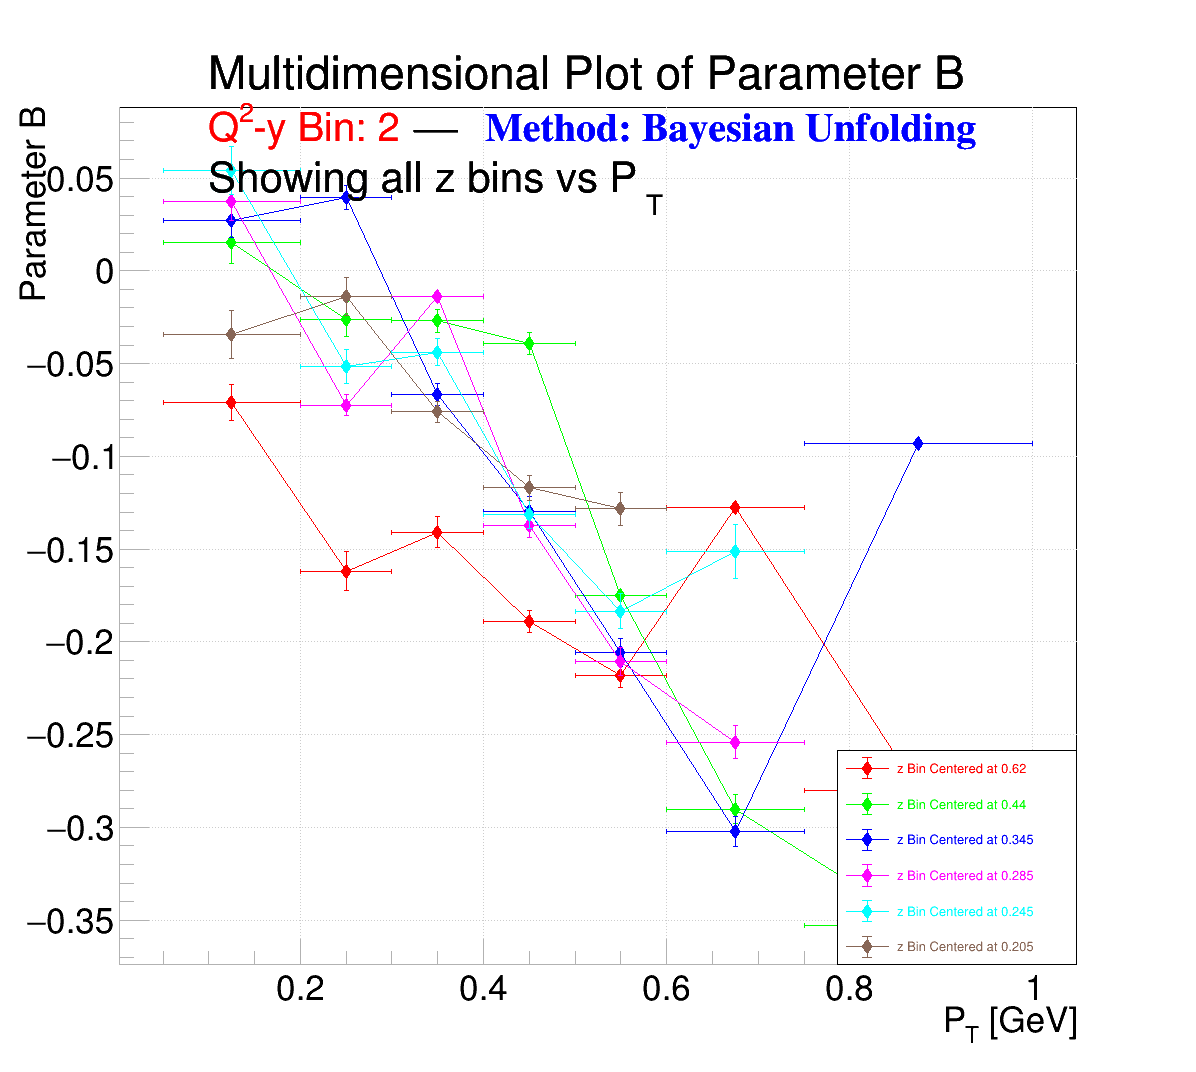 Multidimensional Plot of Parameter B
Q²-y Bin: 2 — Method: Bayesian Unfolding
Showing all z bins vs P_T
Parameter B
0.05
0
−0.05
−0.1
−0.15
−0.2
−0.25
−0.3
−0.35
z Bin Centered at 0.62
z Bin Centered at 0.44
z Bin Centered at 0.345
z Bin Centered at 0.285
z Bin Centered at 0.245
z Bin Centered at 0.205
0.2 0.4 0.6 0.8 1
P_T [GeV]